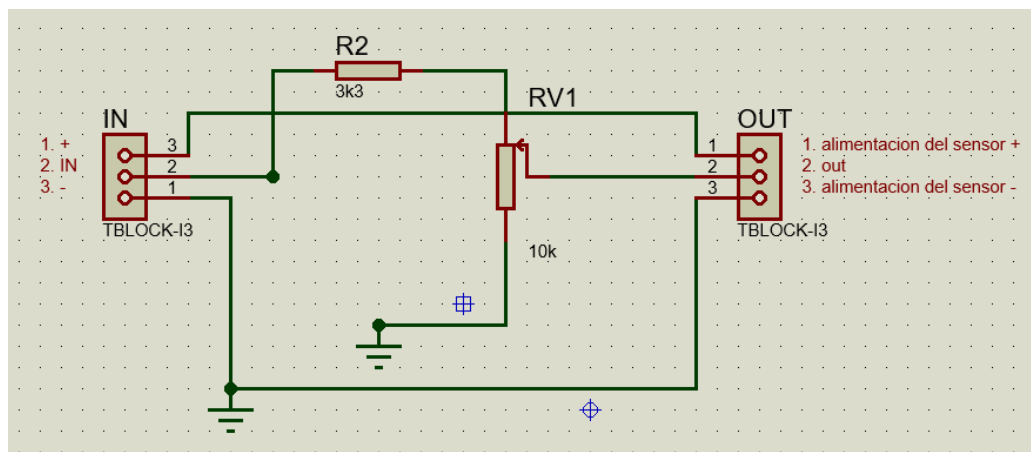 R2
3k3
RV1
10k
IN
1. +
2. IN
3. -
3
2
1
TBLOCK-I3
OUT
1
2
3
1. alimentacion del sensor +
2. out
3. alimentacion del sensor -
TBLOCK-I3